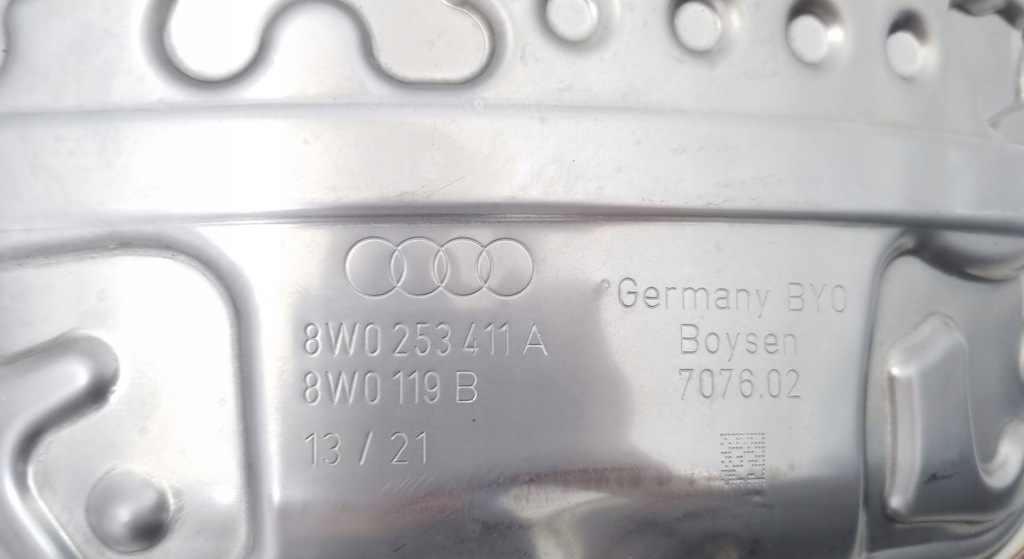 8W0 253 411 A
8W0 119 B
13 / 21
Germany BYO
Boysen
7076.02